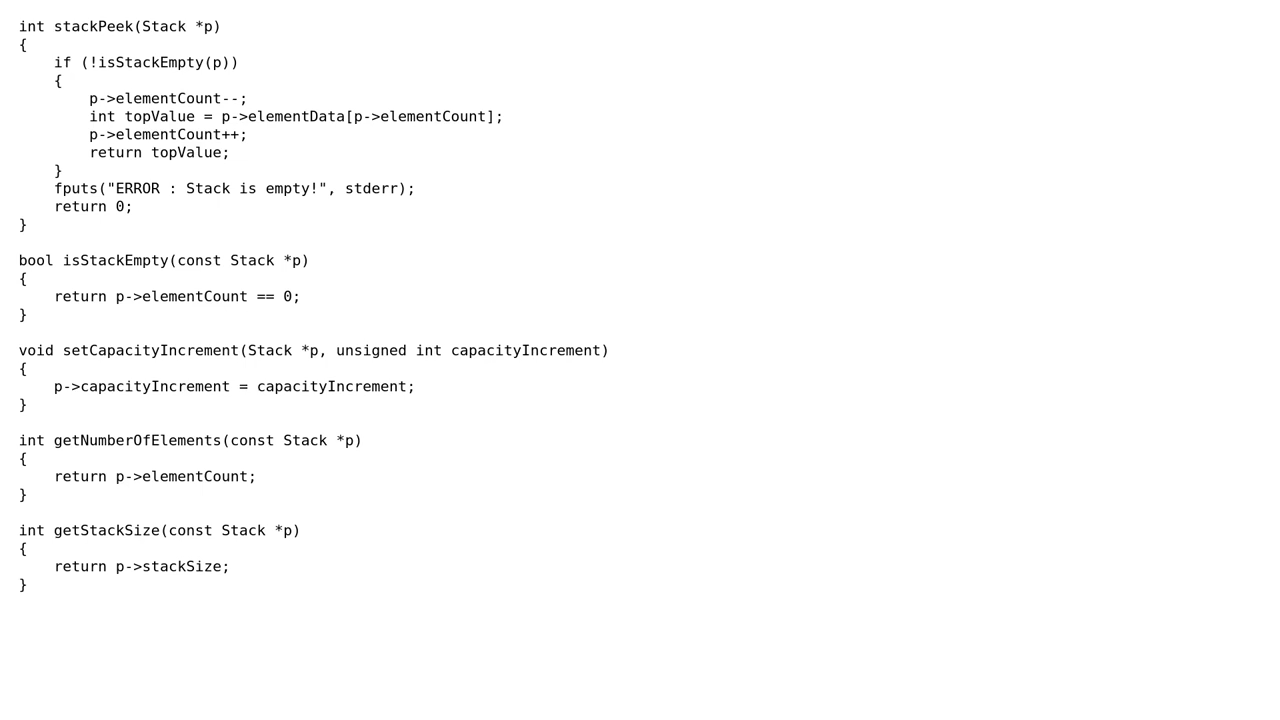 int stackPeek(Stack *p)
{
    if (!isStackEmpty(p))
    {
        p->elementCount--;
        int topValue = p->elementData[p->elementCount];
        p->elementCount++;
        return topValue;
    }
    fputs("ERROR : Stack is empty!", stderr);
    return 0;
}

bool isStackEmpty(const Stack *p)
{
    return p->elementCount == 0;
}

void setCapacityIncrement(Stack *p, unsigned int capacityIncrement)
{
    p->capacityIncrement = capacityIncrement;
}

int getNumberOfElements(const Stack *p)
{
    return p->elementCount;
}

int getStackSize(const Stack *p)
{
    return p->stackSize;
}